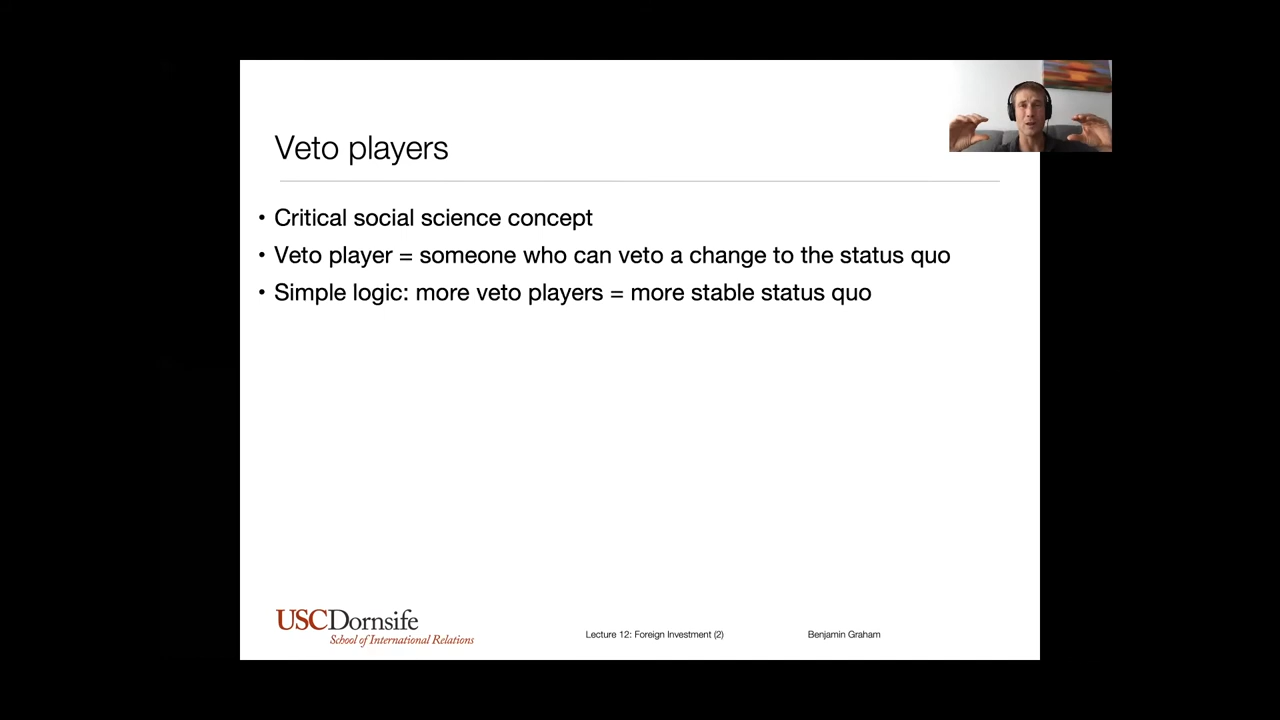 Veto players
• Critical social science concept
• Veto player = someone who can veto a change to the status quo
• Simple logic: more veto players = more stable status quo
USCDornsife
School of International Relations
Lecture 12: Foreign Investment (2)
Benjamin Graham